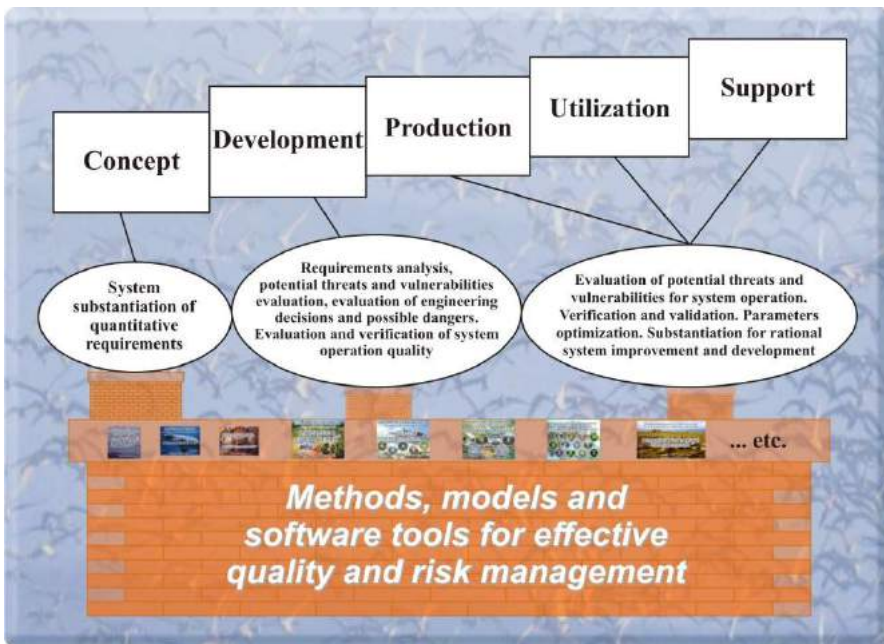 Concept
Development
Production
Utilization
Support
System
substantiation of
quantitative
requirements
Requirements analysis,
potential threats and vulnerabilities
evaluation, evaluation of engineering
decisions and possible dangers.
Evaluation and verification of system
operation quality
Evaluation of potential threats and
vulnerabilities for system operation.
Verification and validation. Parameters
optimization. Substantiation for rational
system improvement and development
... etc.
Methods, models and
software tools for effective
quality and risk management